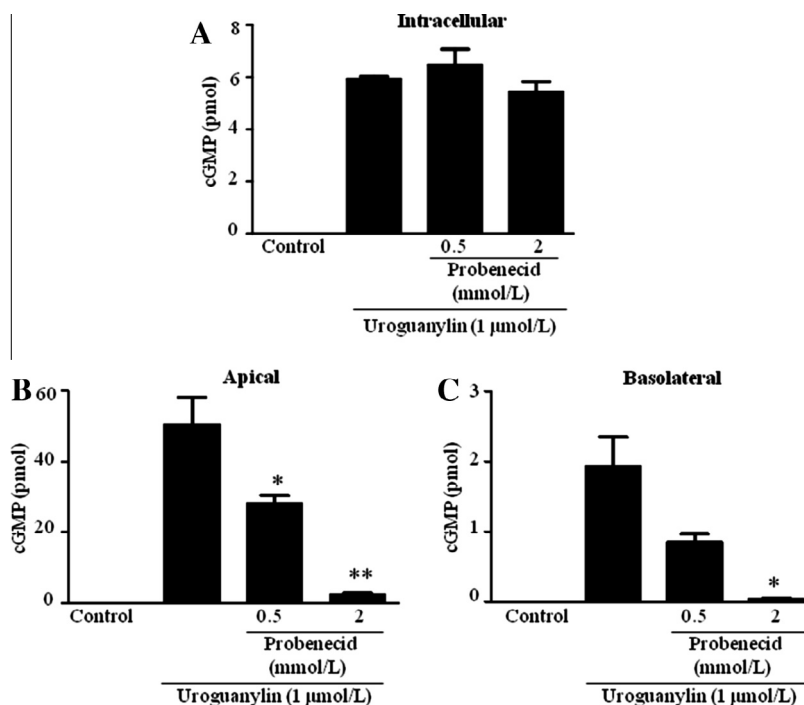 A
Intracellular
8
6
4
2
0
cGMP (pmol)
Control 0.5 2
Probenecid
(mmol/L)
Uroguanylin (1 μmol/L)
B
Apical
60
40
20
0
cGMP (pmol)
*
**
Control 0.5 2
Probenecid
(mmol/L)
Uroguanylin (1 μmol/L)
C
Basolateral
3
2
1
0
cGMP (pmol)
*
Control 0.5 2
Probenecid
(mmol/L)
Uroguanylin (1 μmol/L)